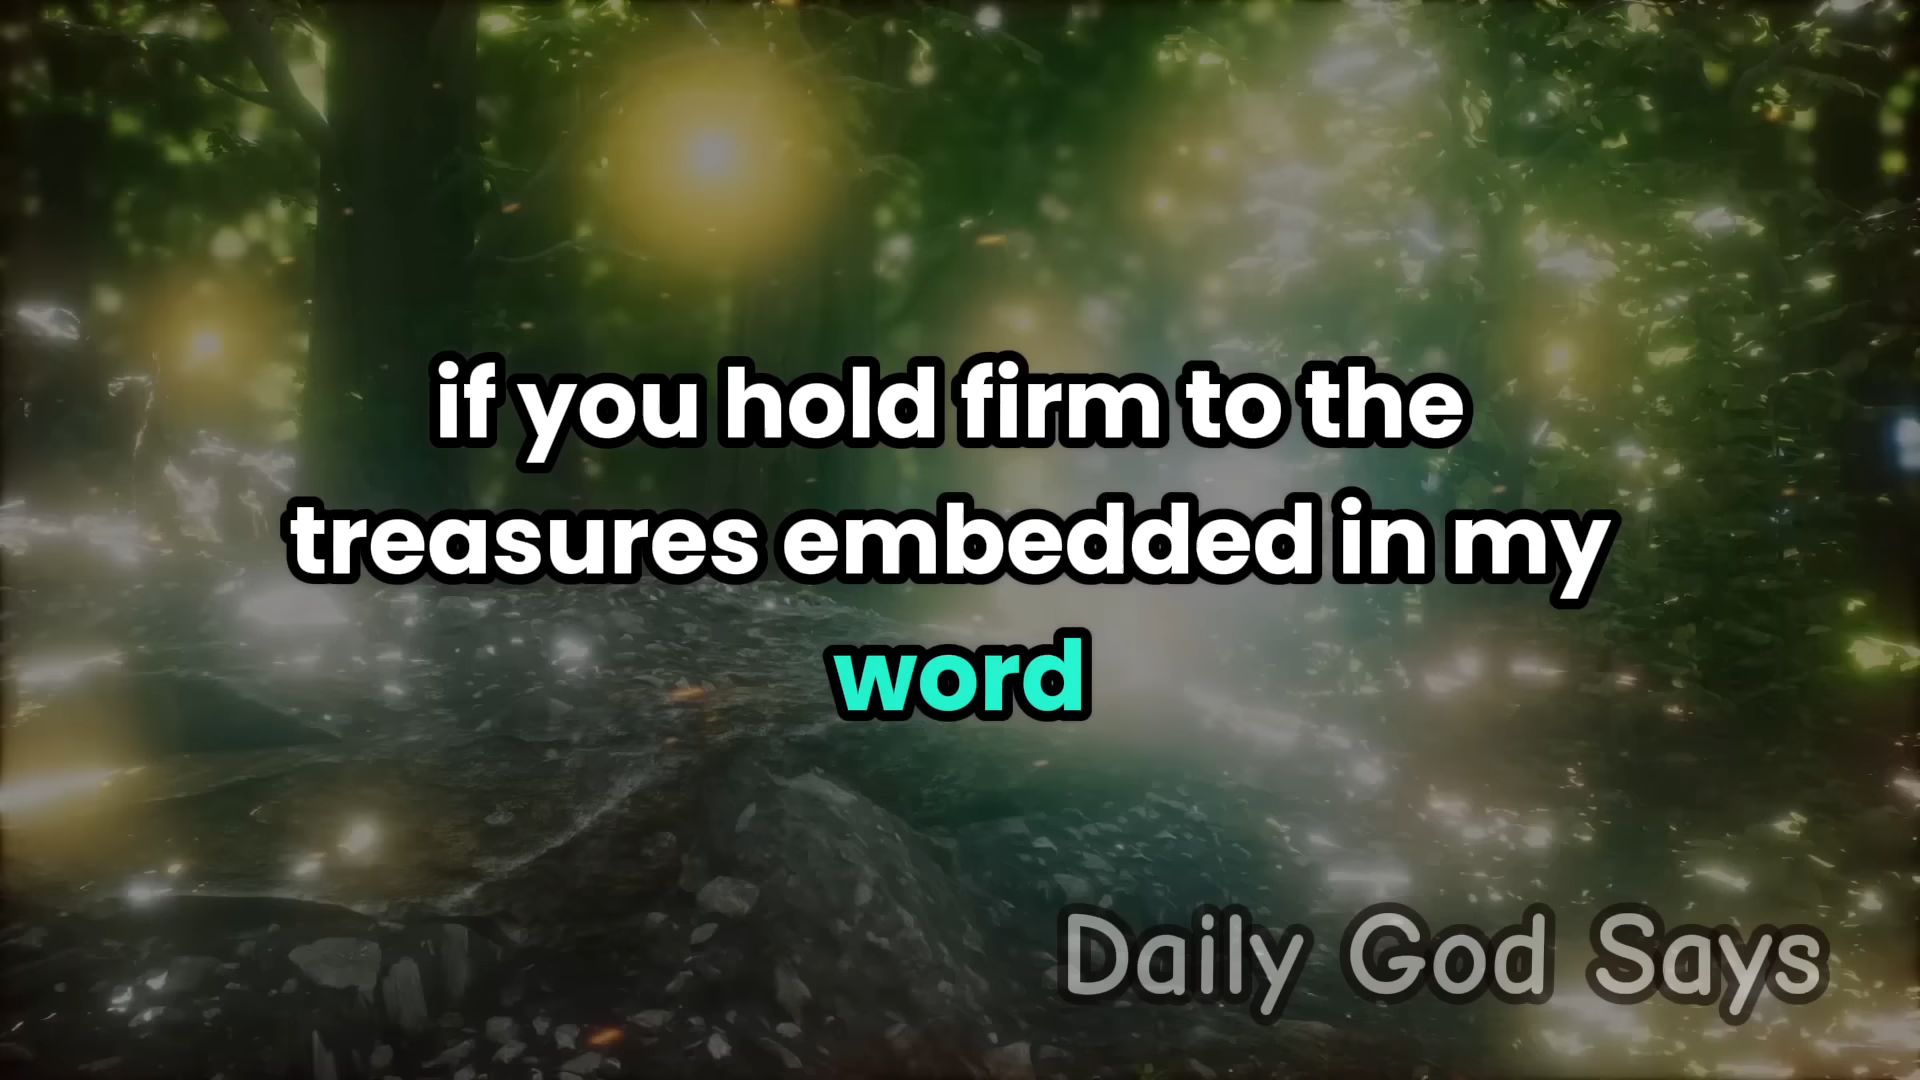 if you hold firm to the
treasures embedded in my
word
Daily God Says